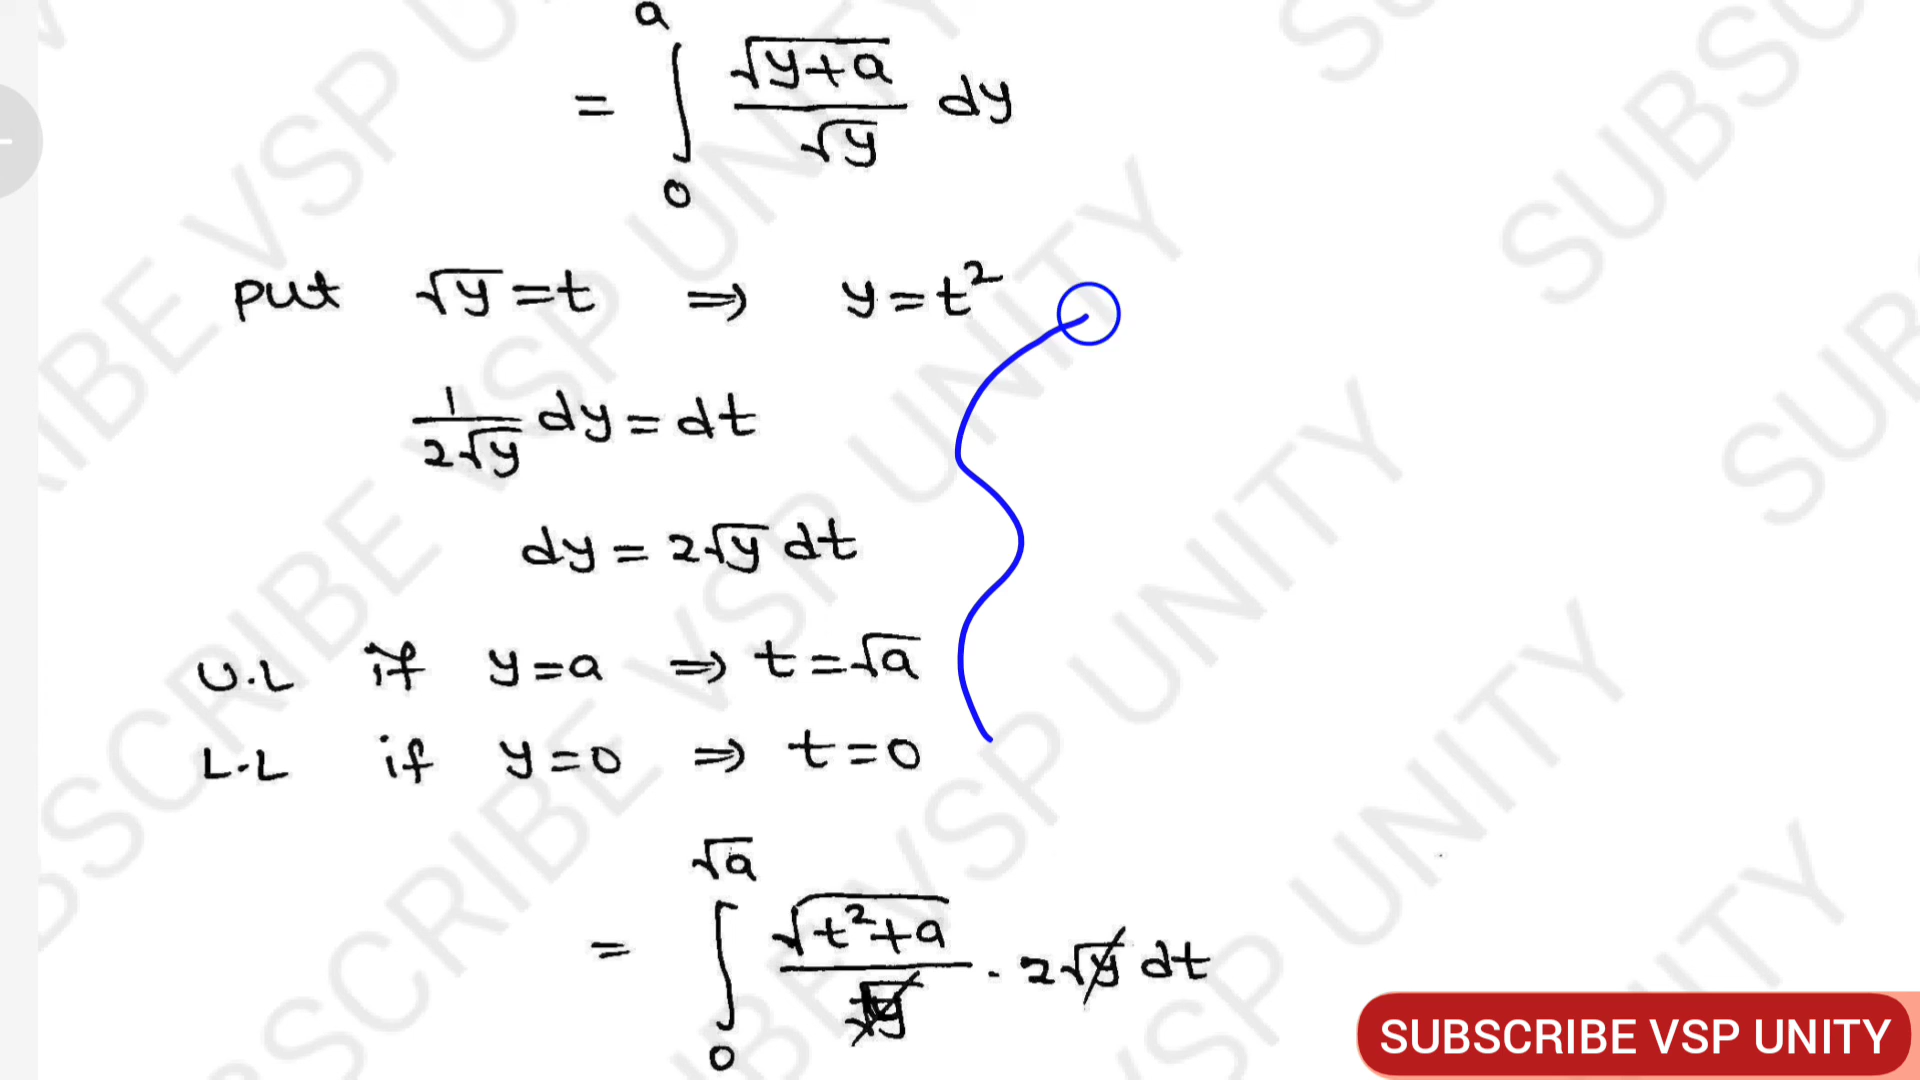 = ∫₀ᵃ √(y+a)/√y dy
put √y = t ⇒ y = t²
1/(2√y) dy = dt
dy = 2√y dt
U.L if y=a ⇒ t=√a
L.L if y=0 ⇒ t=0
= ∫₀^√a √(t²+a)/√y · 2√y dt
SUBSCRIBE VSP UNITY